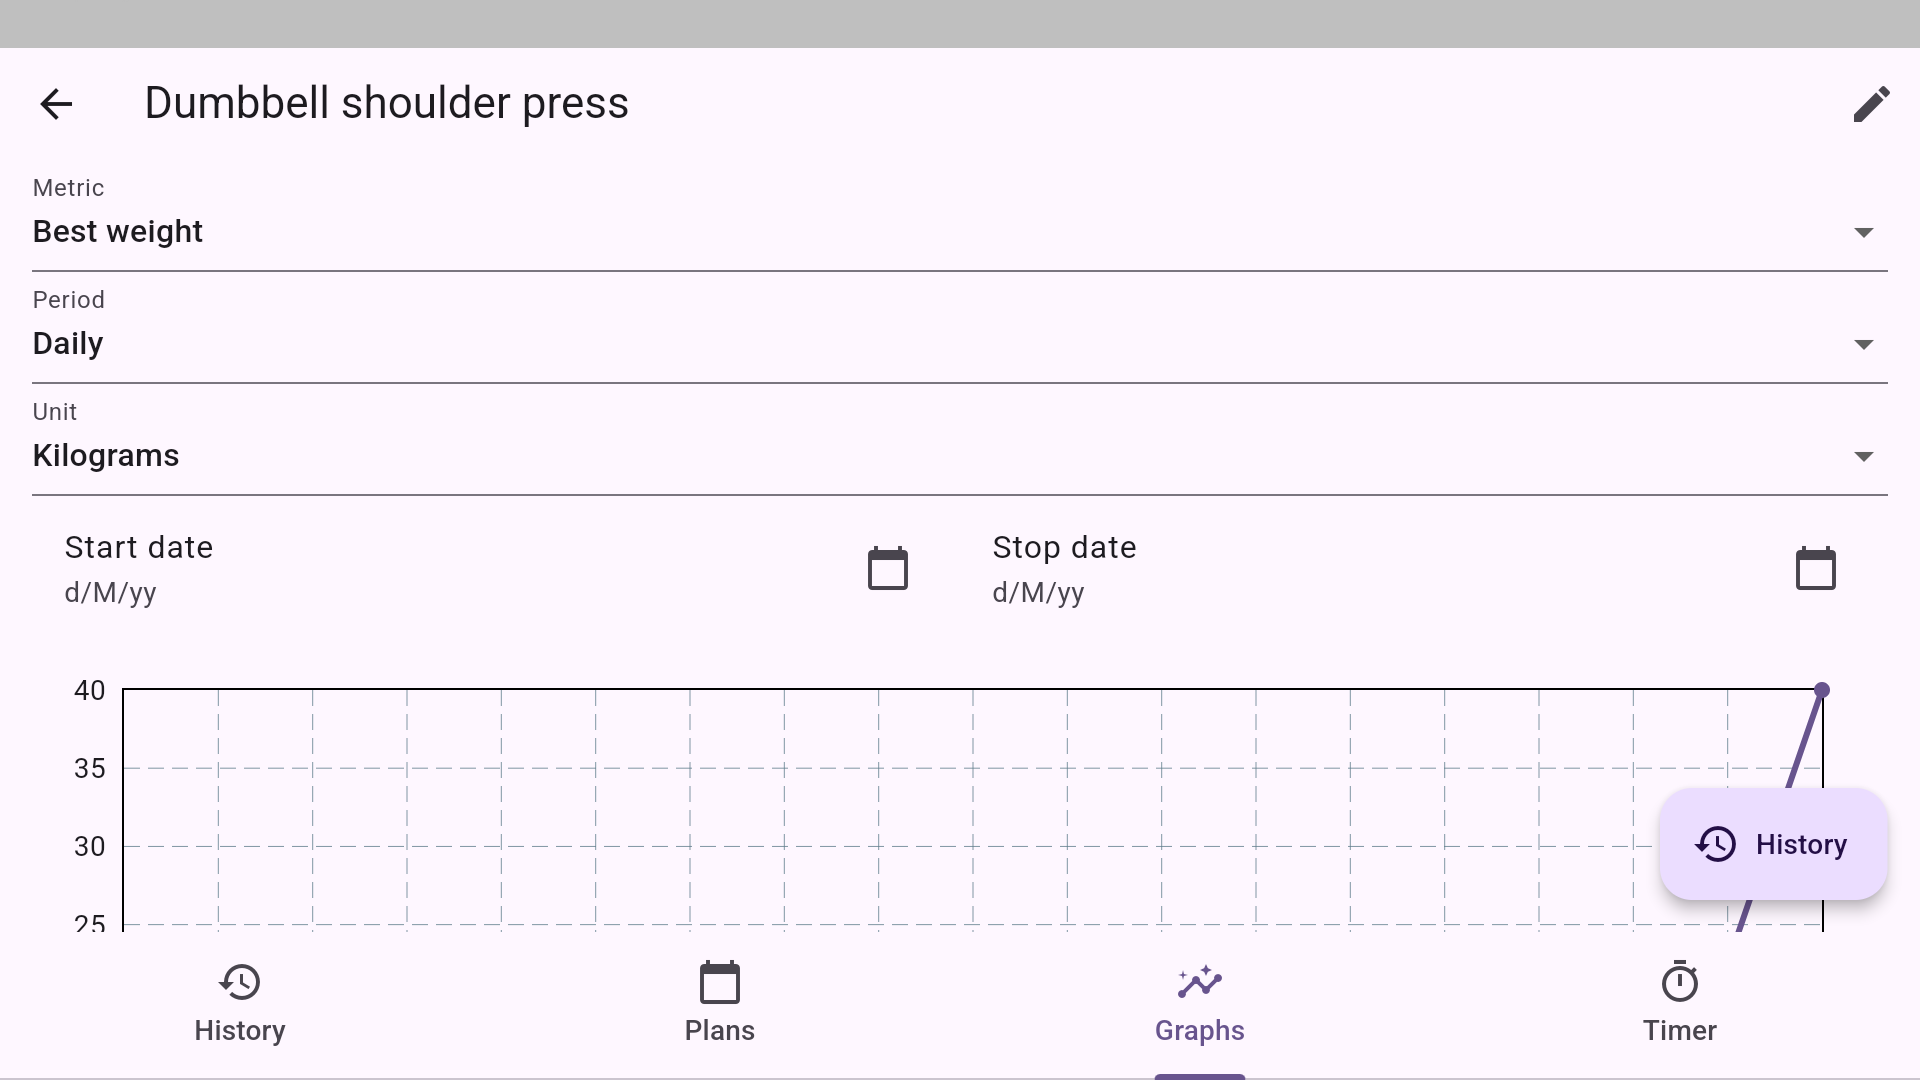 Dumbbell shoulder press
Metric
Best weight
Period
Daily
Unit
Kilograms
Start date
d/M/yy
Stop date
d/M/yy
40
35
30
25
History
History
Plans
Graphs
Timer